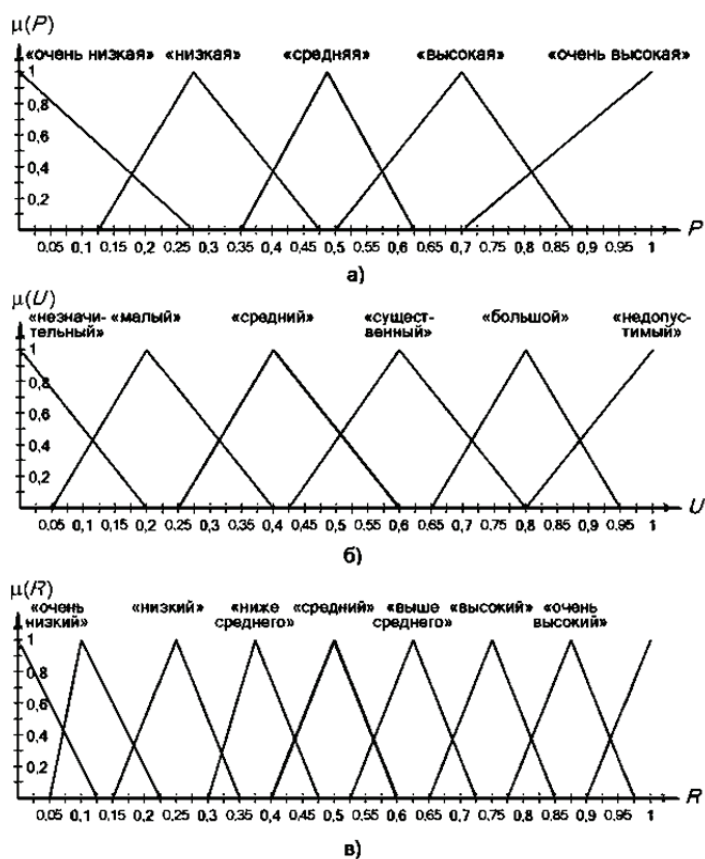 μ(P)
«очень низкая» «низкая» «средняя» «высокая» «очень высокая»
1
0,8
0,6
0,4
0,2
0,05 0,1 0,15 0,2 0,25 0,3 0,35 0,4 0,45 0,5 0,55 0,6 0,65 0,7 0,75 0,8 0,85 0,9 0,95 1 P
а)
μ(U)
«незначи- «малый» «средний» «сущест- «большой» «недопус-
тельный» венный» тимый»
1
0,8
0,6
0,4
0,2
0,05 0,1 0,15 0,2 0,25 0,3 0,35 0,4 0,45 0,5 0,55 0,6 0,65 0,7 0,75 0,8 0,85 0,9 0,95 1 U
б)
μ(R)
«очень «низкий» «ниже «средний» «выше «высокий» «очень
низкий» среднего» среднего» высокий»
1
0,8
0,6
0,4
0,2
0,05 0,1 0,15 0,2 0,25 0,3 0,35 0,4 0,45 0,5 0,55 0,6 0,65 0,7 0,75 0,8 0,85 0,9 0,95 1 R
в)